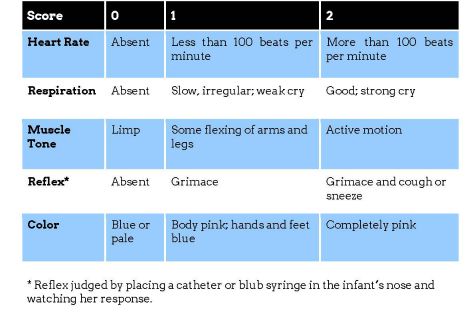 Score 0 1 2
Heart Rate Absent Less than 100 beats per More than 100 beats
minute per minute
Respiration Absent Slow, irregular; weak cry Good; strong cry
Muscle Limp Some flexing of arms and Active motion
Tone legs
Reflex* Absent Grimace Grimace and cough or
sneeze
Color Blue or Body pink; hands and feet Completely pink
pale blue
* Reflex judged by placing a catheter or blub syringe in the infant's nose and
watching her response.